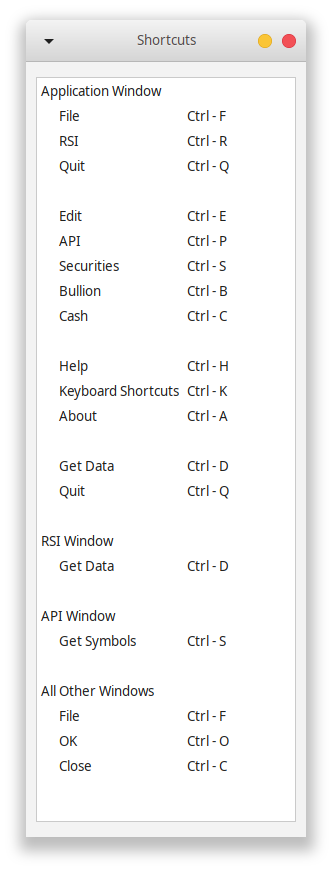 Shortcuts
Application Window
File Ctrl - F
RSI Ctrl - R
Quit Ctrl - Q
Edit Ctrl - E
API Ctrl - P
Securities Ctrl - S
Bullion Ctrl - B
Cash Ctrl - C
Help Ctrl - H
Keyboard Shortcuts Ctrl - K
About Ctrl - A
Get Data Ctrl - D
Quit Ctrl - Q
RSI Window
Get Data Ctrl - D
API Window
Get Symbols Ctrl - S
All Other Windows
File Ctrl - F
OK Ctrl - O
Close Ctrl - C